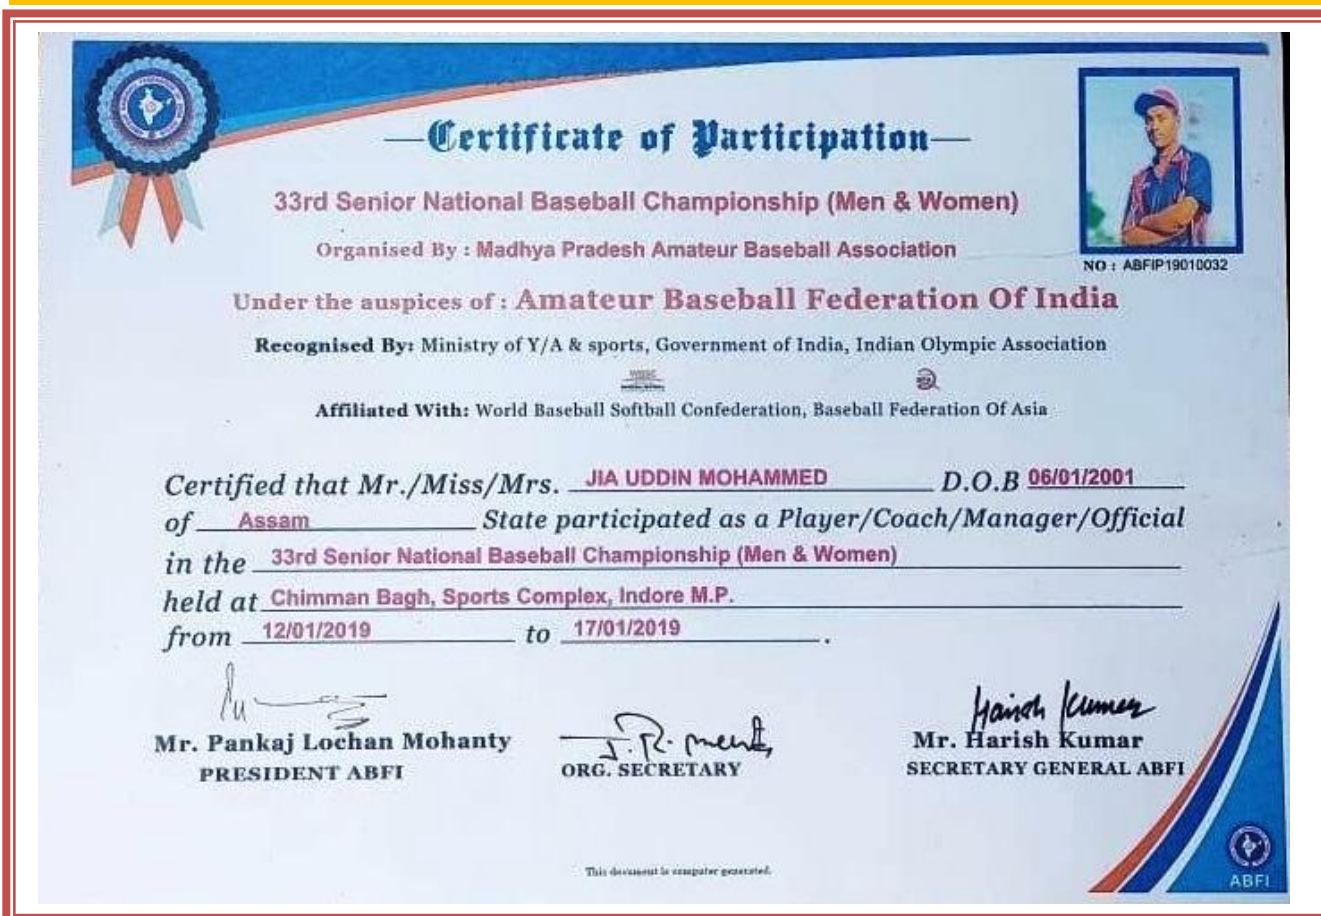 Certificate of Participation
33rd Senior National Baseball Championship (Men & Women)
Organised By : Madhya Pradesh Amateur Baseball Association
NO : ABFIP19010032
Under the auspices of : Amateur Baseball Federation Of India
Recognised By: Ministry of Y/A & sports, Government of India, Indian Olympic Association
WBSC
Affiliated With: World Baseball Softball Confederation, Baseball Federation Of Asia
Certified that Mr./Miss/Mrs. JIA UDDIN MOHAMMED D.O.B 06/01/2001
of Assam State participated as a Player/Coach/Manager/Official
in the 33rd Senior National Baseball Championship (Men & Women)
held at Chimman Bagh, Sports Complex, Indore M.P.
from 12/01/2019 to 17/01/2019 .
Harish Kumar
Mr. Pankaj Lochan Mohanty
Mr. Harish Kumar
PRESIDENT ABFI
ORG. SECRETARY
SECRETARY GENERAL ABFI
This document is computer generated.
ABFI